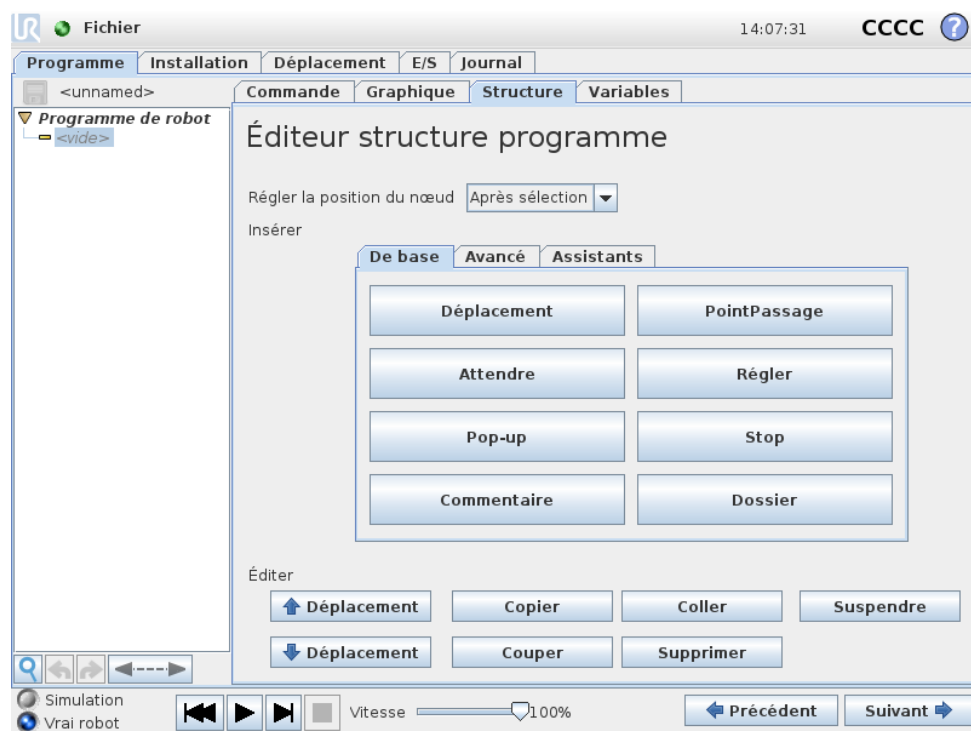 UR Fichier 14:07:31 CCCC ?
Programme Installation Déplacement E/S Journal
<unnamed> Commande Graphique Structure Variables
Programme de robot
<vide>
Éditeur structure programme
Régler la position du nœud Après sélection
Insérer
De base Avancé Assistants
Déplacement PointPassage
Attendre Régler
Pop-up Stop
Commentaire Dossier
Éditer
Déplacement Copier Coller Suspendre
Déplacement Couper Supprimer
Simulation
Vrai robot
Vitesse 100% Précédent Suivant